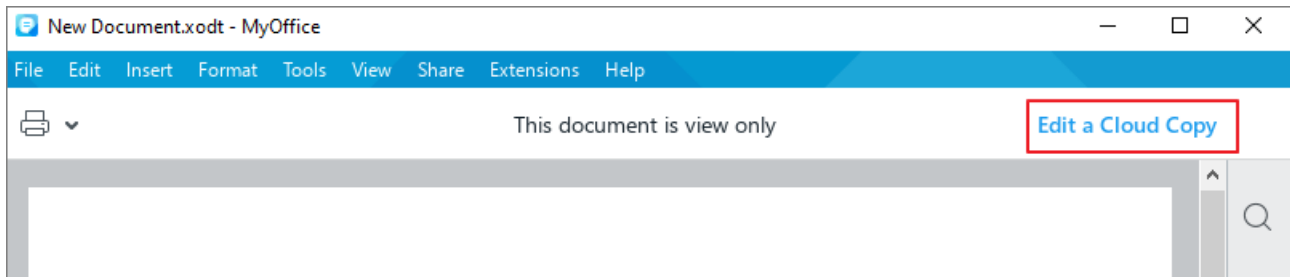 New Document.xodt - MyOffice
File Edit Insert Format Tools View Share Extensions Help
This document is view only Edit a Cloud Copy